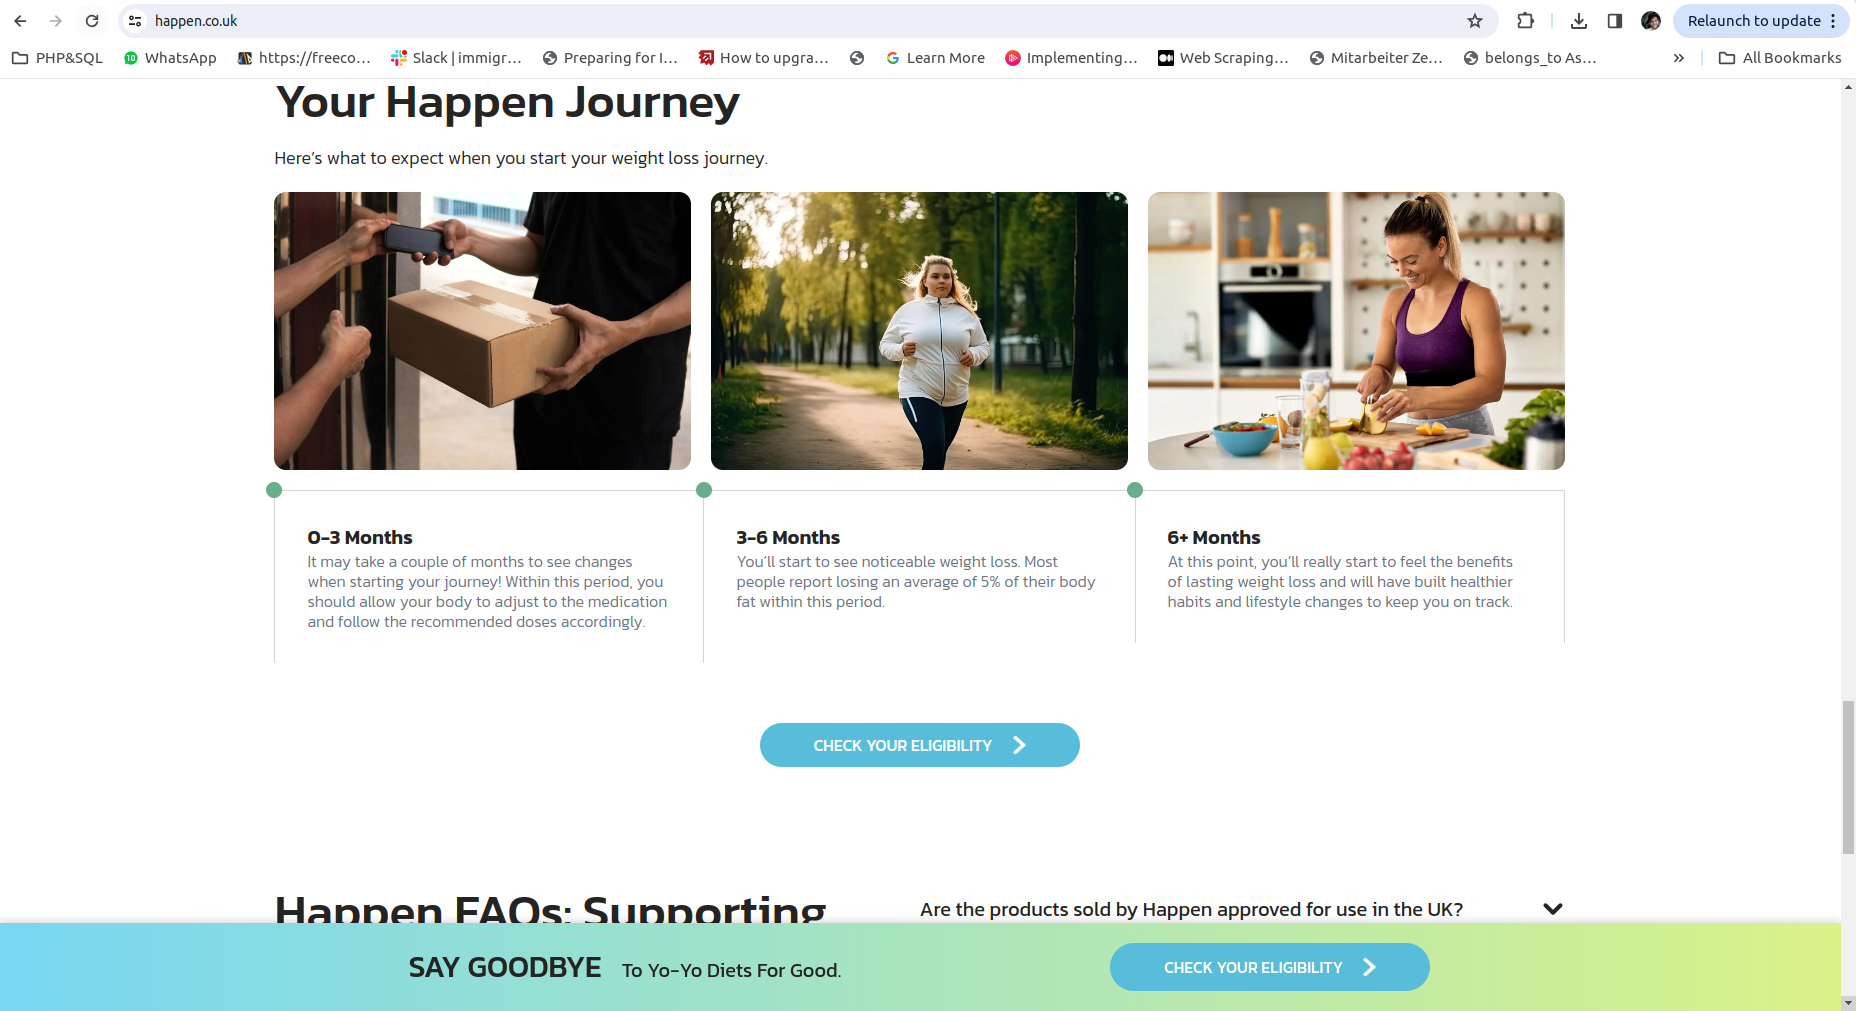 happen.co.uk
Relaunch to update
PHP&SQL
10
WhatsApp
https://freeco...
Slack | immigr...
Preparing for I...
How to upgra...
Learn More
Implementing...
Web Scraping...
Mitarbeiter Ze...
belongs_to As...
»
All Bookmarks
Your Happen Journey
Here's what to expect when you start your weight loss journey.
0-3 Months
It may take a couple of months to see changes
when starting your journey! Within this period, you
should allow your body to adjust to the medication
and follow the recommended doses accordingly.
3-6 Months
You'll start to see noticeable weight loss. Most
people report losing an average of 5% of their body
fat within this period.
6+ Months
At this point, you'll really start to feel the benefits
of lasting weight loss and will have built healthier
habits and lifestyle changes to keep you on track.
CHECK YOUR ELIGIBILITY
Happen FAQs: Supporting
Are the products sold by Happen approved for use in the UK?
SAY GOODBYE To Yo-Yo Diets For Good.
CHECK YOUR ELIGIBILITY